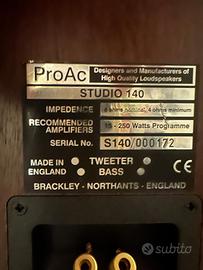 ProAc Designers and Manufacturers of High Quality Loudspeakers
STUDIO 140
IMPEDENCE 8 ohms nominal, 4 ohms minimum
RECOMMENDED AMPLIFIERS 15 - 250 Watts Programme
SERIAL No. S140/000172
MADE IN ENGLAND TWEETER BASS CE
BRACKLEY - NORTHANTS - ENGLAND
subito